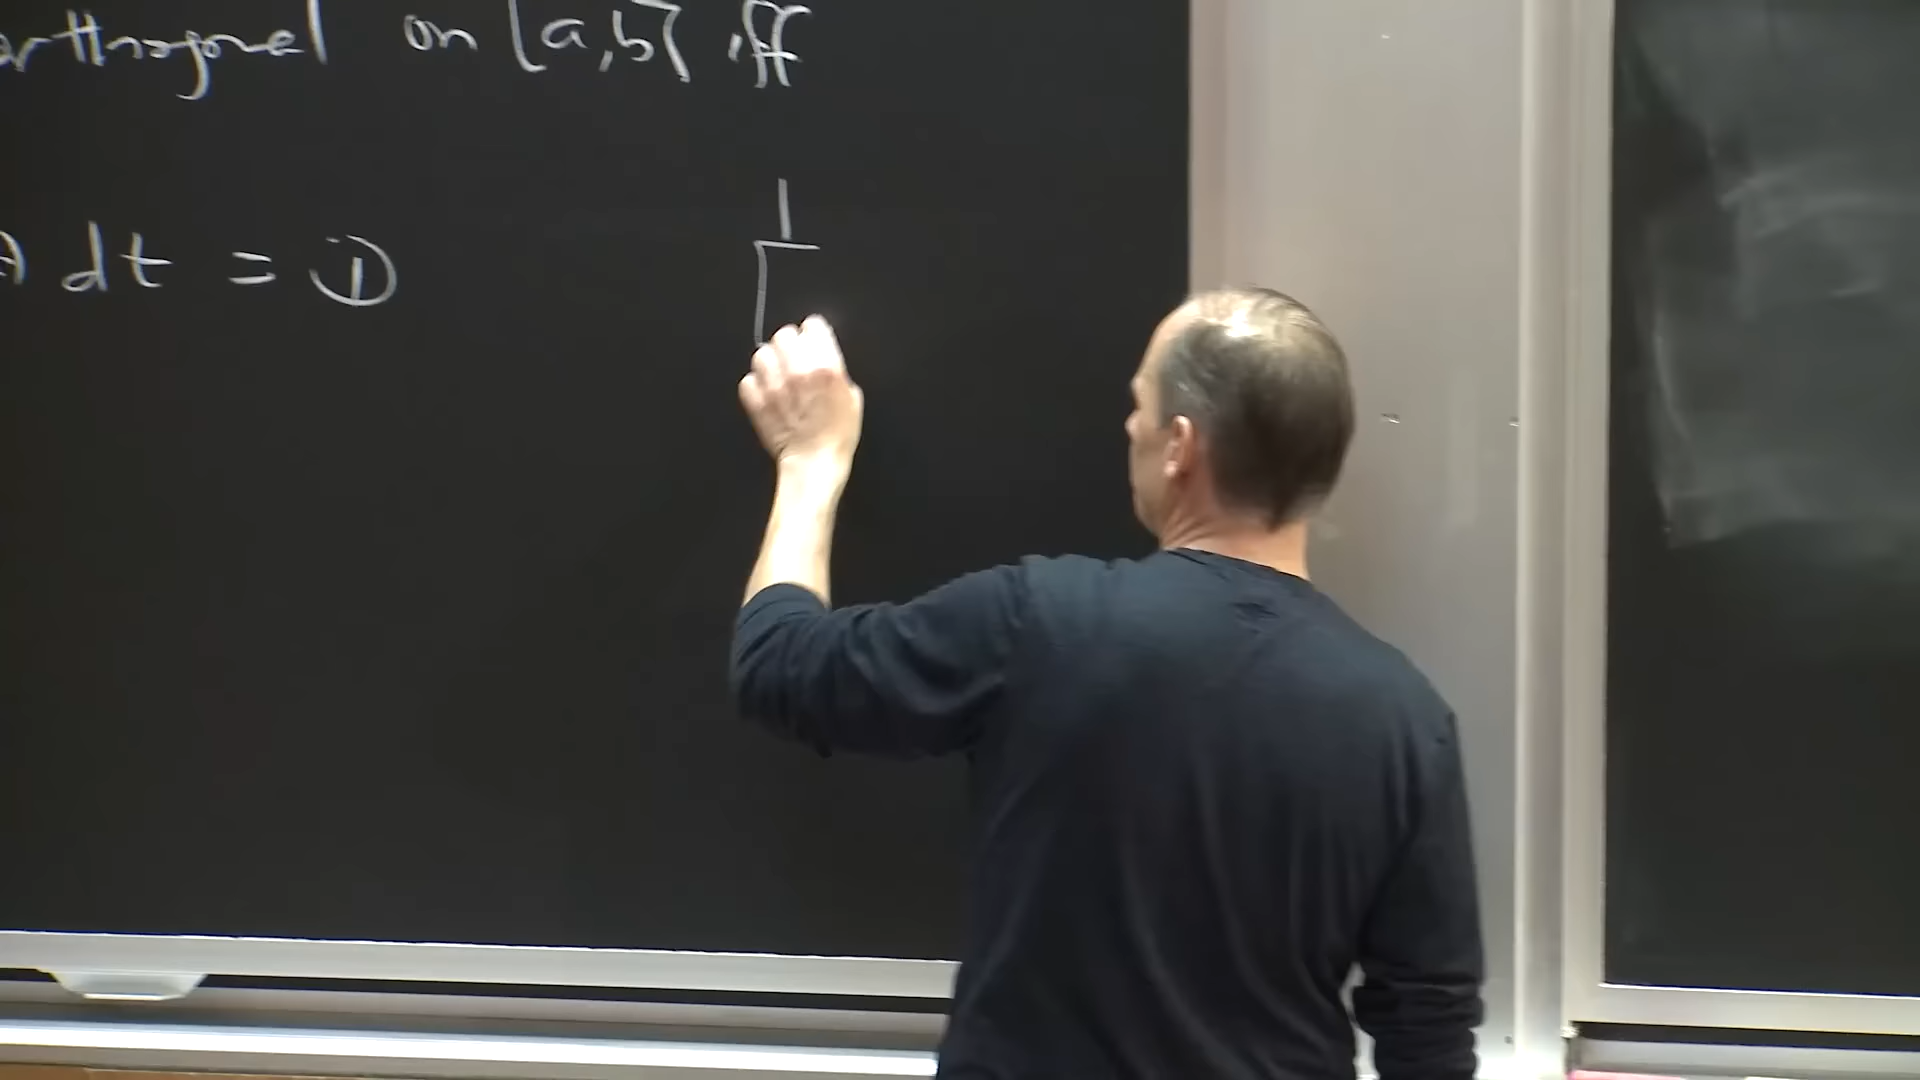 orthogonal on [a,b] iff
dt = ①